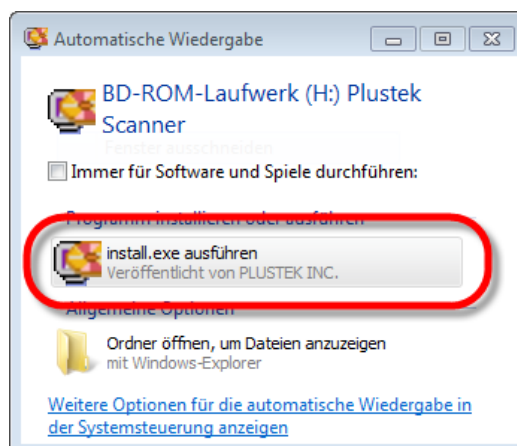 Automatische Wiedergabe
BD-ROM-Laufwerk (H:) Plustek
Scanner
Fenster ausschneiden
Immer für Software und Spiele durchführen:
Programm installieren oder ausführen
install.exe ausführen
Veröffentlicht von PLUSTEK INC.
Allgemeine Optionen
Ordner öffnen, um Dateien anzuzeigen
mit Windows-Explorer
Weitere Optionen für die automatische Wiedergabe in
der Systemsteuerung anzeigen